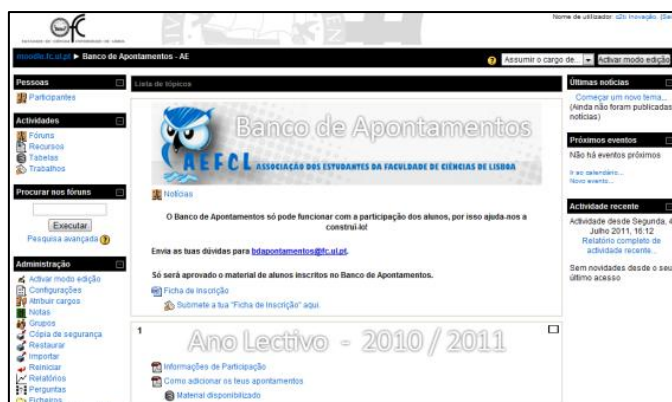 FACULDADE DE CIÊNCIAS UNIVERSIDADE DE LISBOA
Nome de utilizador: e2b Inovação.
moodle.fc.ul.pt ► Banco de Apontamentos - AE
Assumir o cargo de...
Activar modo edição
Pessoas
Participantes
Actividades
Fóruns
Recursos
Tabelas
Trabalhos
Procurar nos fóruns
Executar
Pesquisa avançada
Administração
Activar modo edição
Configurações
Atribuir cargos
Notas
Grupos
Cópia de segurança
Restaurar
Importar
Reiniciar
Relatórios
Perguntas
Ficheiros
Lista de tópicos
Banco de Apontamentos
AEFCL ASSOCIAÇÃO DOS ESTUDANTES DA FACULDADE DE CIÊNCIAS DE LISBOA
Notícias
O Banco de Apontamentos só pode funcionar com a participação dos alunos, por isso ajuda-nos a
construí-lo!
Envia as tuas dúvidas para bdapontamentos@fc.ul.pt.
Só será aprovado o material de alunos inscritos no Banco de Apontamentos.
Ficha de Inscrição
Submete a tua "Ficha de Inscrição" aqui.
1
Ano Lectivo - 2010 / 2011
Informações de Participação
Como adicionar os teus apontamentos
Material disponibilizado
Últimas notícias
Começar um novo tema...
(Ainda não foram publicadas
notícias)
Próximos eventos
Não há eventos próximos
Ir ao calendário...
Novo evento...
Actividade recente
Actividade desde Segunda, 4
Julho 2011, 16:12
Relatório completo de
actividade recente...
Sem novidades desde o seu
último acesso